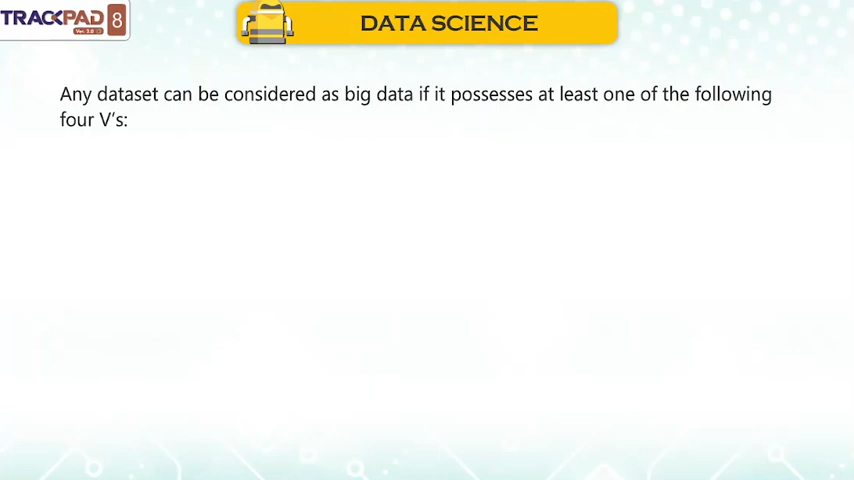 TRACKPAD 8
Ver. 3.0
DATA SCIENCE
Any dataset can be considered as big data if it possesses at least one of the following
four V's: